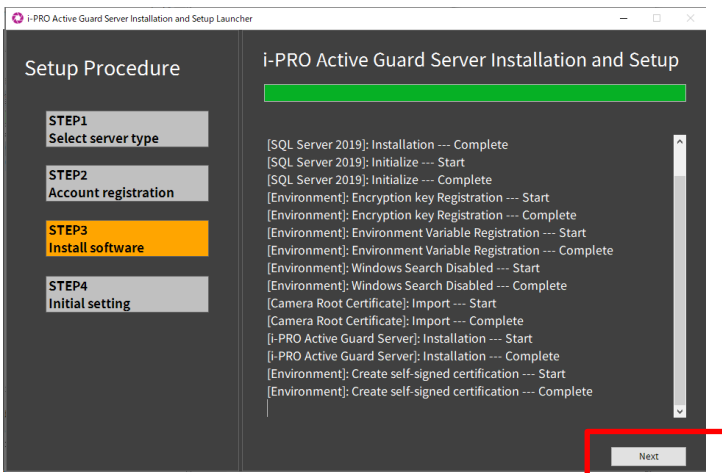 i-PRO Active Guard Server Installation and Setup Launcher
Setup Procedure
STEP1
Select server type
STEP2
Account registration
STEP3
Install software
STEP4
Initial setting
i-PRO Active Guard Server Installation and Setup
[SQL Server 2019]: Installation --- Complete
[SQL Server 2019]: Initialize --- Start
[SQL Server 2019]: Initialize --- Complete
[Environment]: Encryption key Registration --- Start
[Environment]: Encryption key Registration --- Complete
[Environment]: Environment Variable Registration --- Start
[Environment]: Environment Variable Registration --- Complete
[Environment]: Windows Search Disabled --- Start
[Environment]: Windows Search Disabled --- Complete
[Camera Root Certificate]: Import --- Start
[Camera Root Certificate]: Import --- Complete
[i-PRO Active Guard Server]: Installation --- Start
[i-PRO Active Guard Server]: Installation --- Complete
[Environment]: Create self-signed certification --- Start
[Environment]: Create self-signed certification --- Complete
Next